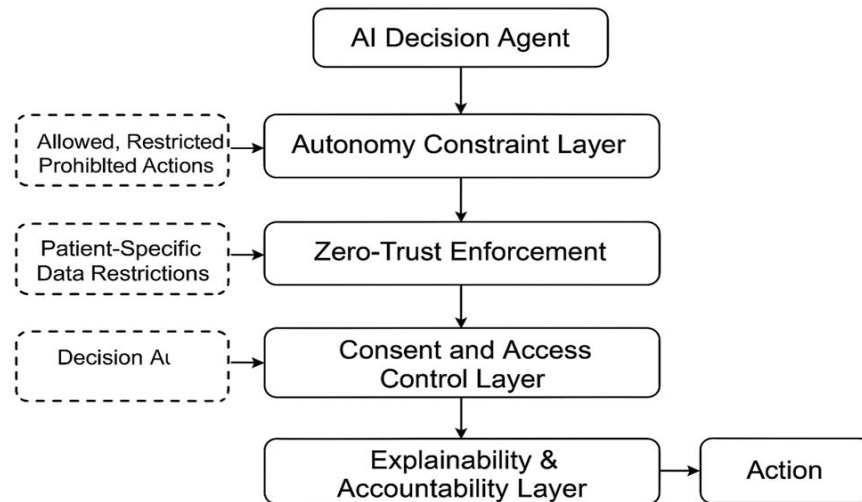 AI Decision Agent
Allowed, Restricted
Prohiblted Actions
Autonomy Constraint Layer
Patient-Specific
Data Restrictions
Zero-Trust Enforcement
Decision
Consent and Access
Control Layer
Explainability &
Accountability Layer
Action